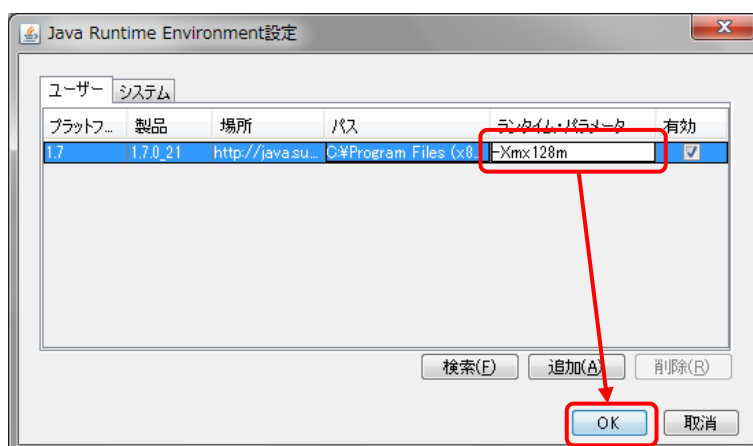 Java Runtime Environment設定
ユーザー システム
プラットフ... 製品 場所 パス ランタイム・パラメータ 有効
1.7 1.7.0_21 http://java.su... C:¥Program Files (x8... -Xmx128m
検索(F) 追加(A) 削除(R)
OK 取消